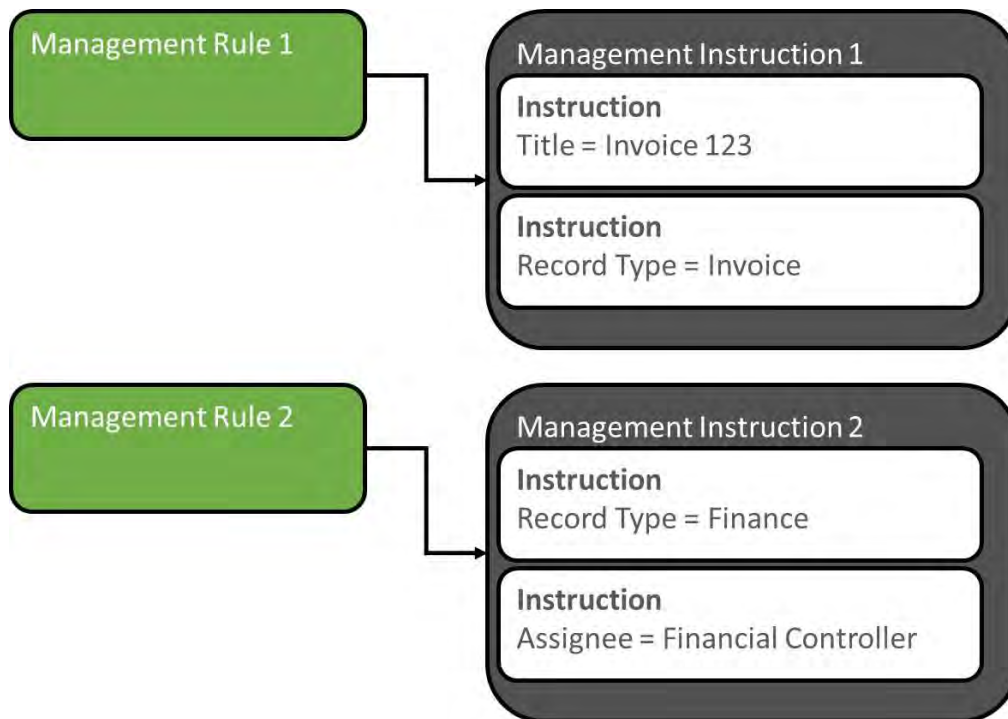 Management Rule 1
Management Instruction 1
Instruction
Title = Invoice 123
Instruction
Record Type = Invoice
Management Rule 2
Management Instruction 2
Instruction
Record Type = Finance
Instruction
Assignee = Financial Controller